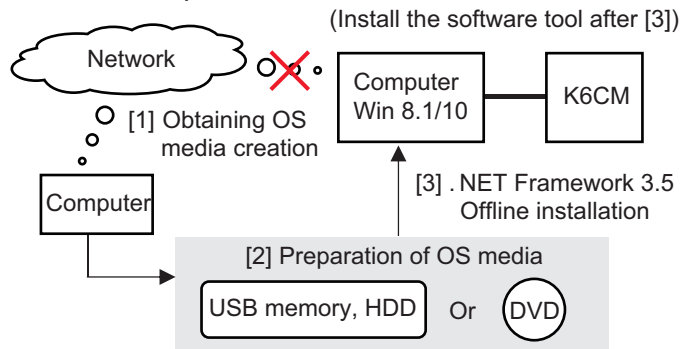 (Install the software tool after [3])
Network
Computer
Win 8.1/10
K6CM
[1] Obtaining OS
media creation
[3] . NET Framework 3.5
Offline installation
Computer
[2] Preparation of OS media
USB memory, HDD
Or
DVD